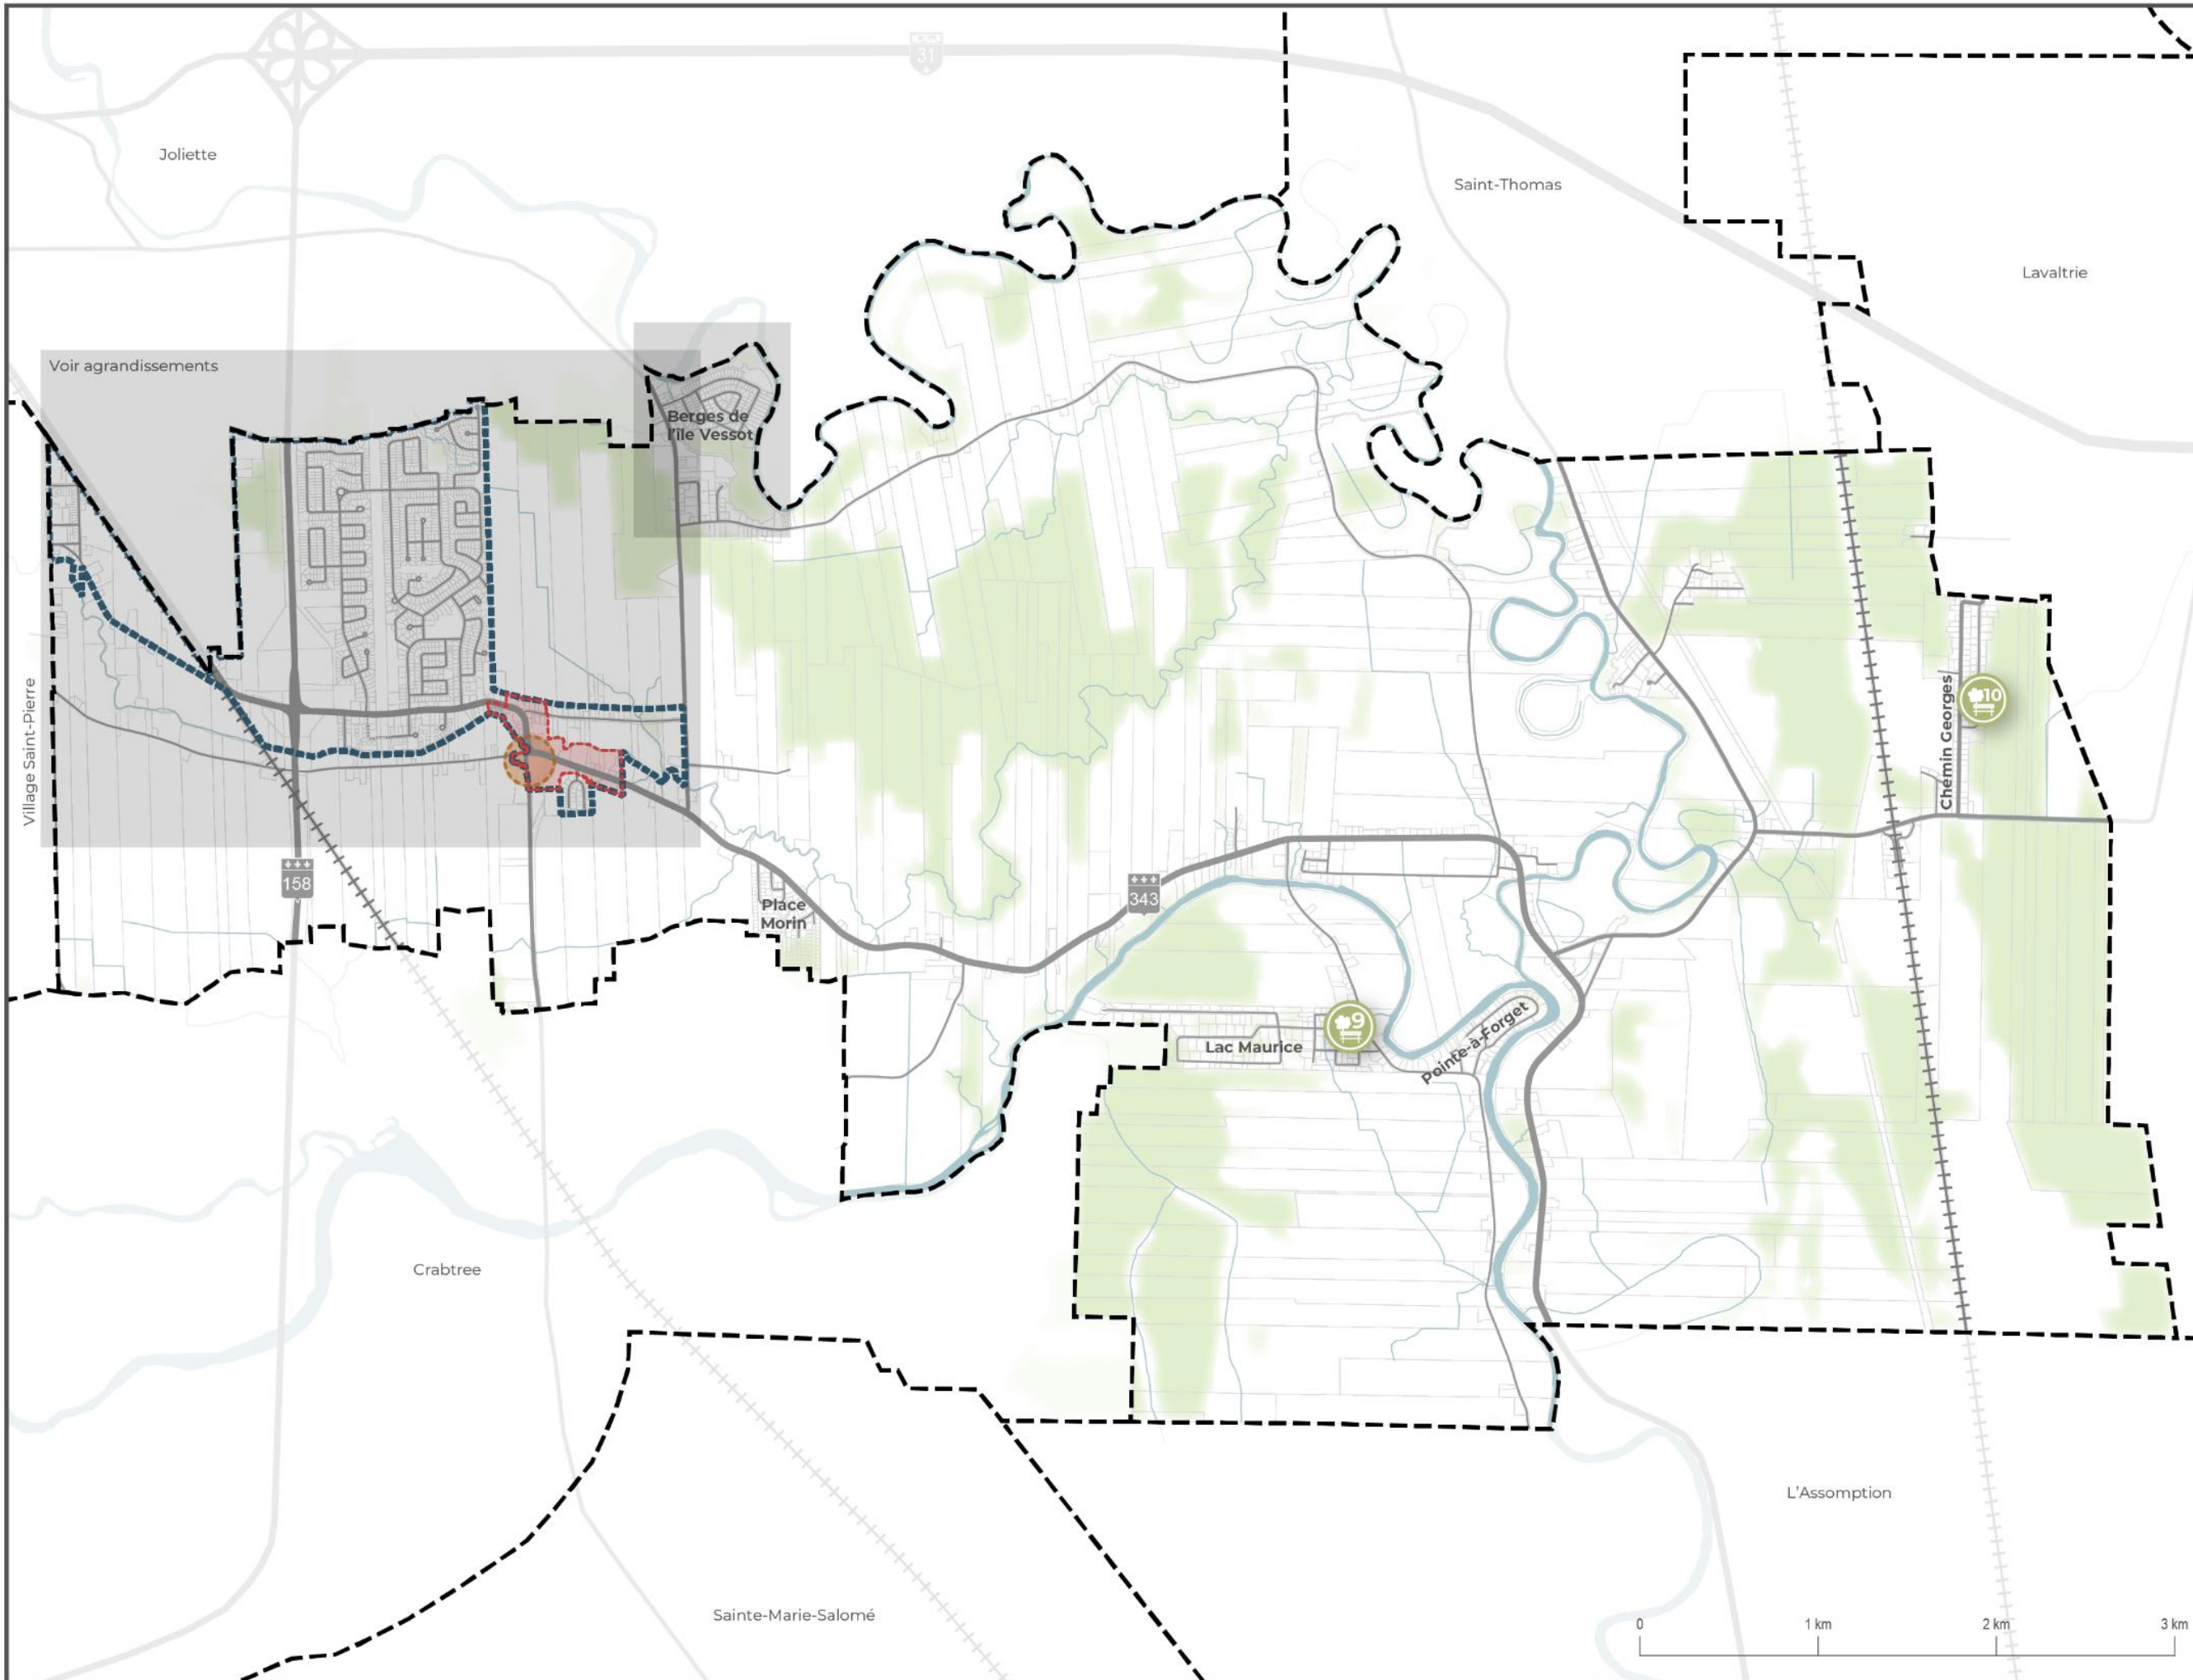 31
Joliette
Saint-Thomas
Lavaltrie
Voir agrandissements
Berges de
l'île Vessot
Village Saint-Pierre
10
Chemin Georges
158
343
Place
Morin
9
Lac Maurice
Pointe-à-Forget
Crabtree
L'Assomption
Sainte-Marie-Salomé
0
1 km
2 km
3 km